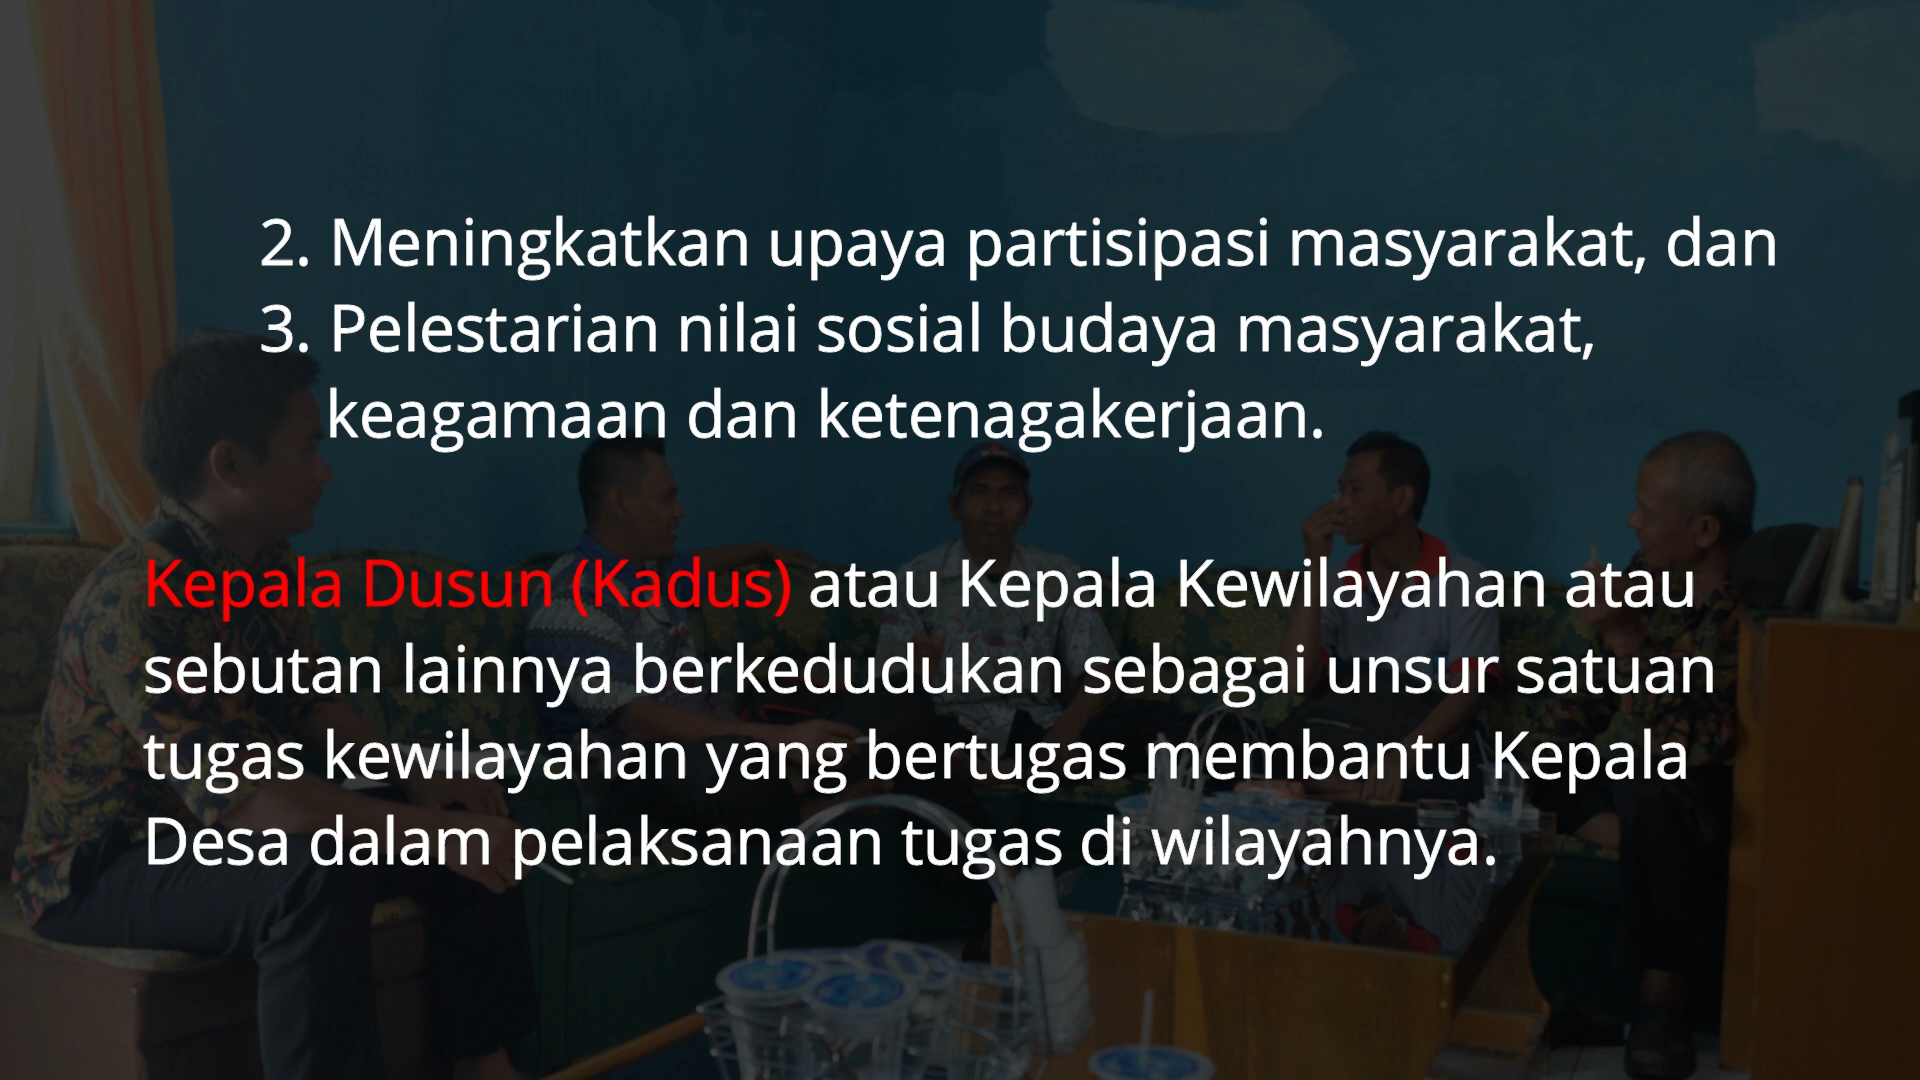 2. Meningkatkan upaya partisipasi masyarakat, dan
3. Pelestarian nilai sosial budaya masyarakat,
keagamaan dan ketenagakerjaan.
Kepala Dusun (Kadus) atau Kepala Kewilayahan atau
sebutan lainnya berkedudukan sebagai unsur satuan
tugas kewilayahan yang bertugas membantu Kepala
Desa dalam pelaksanaan tugas di wilayahnya.